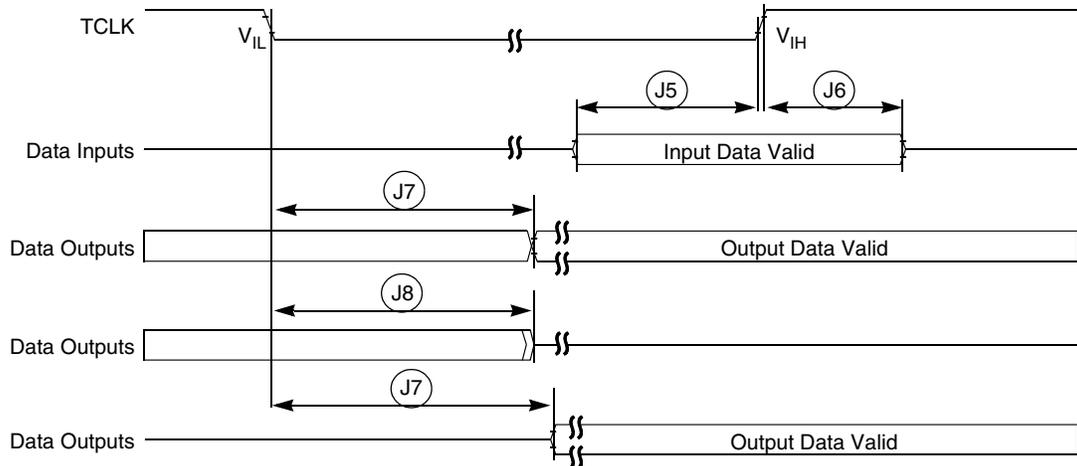 TCLK
VIL
VIH
J5
J6
Data Inputs
Input Data Valid
J7
Data Outputs
Output Data Valid
J8
Data Outputs
J7
Data Outputs
Output Data Valid